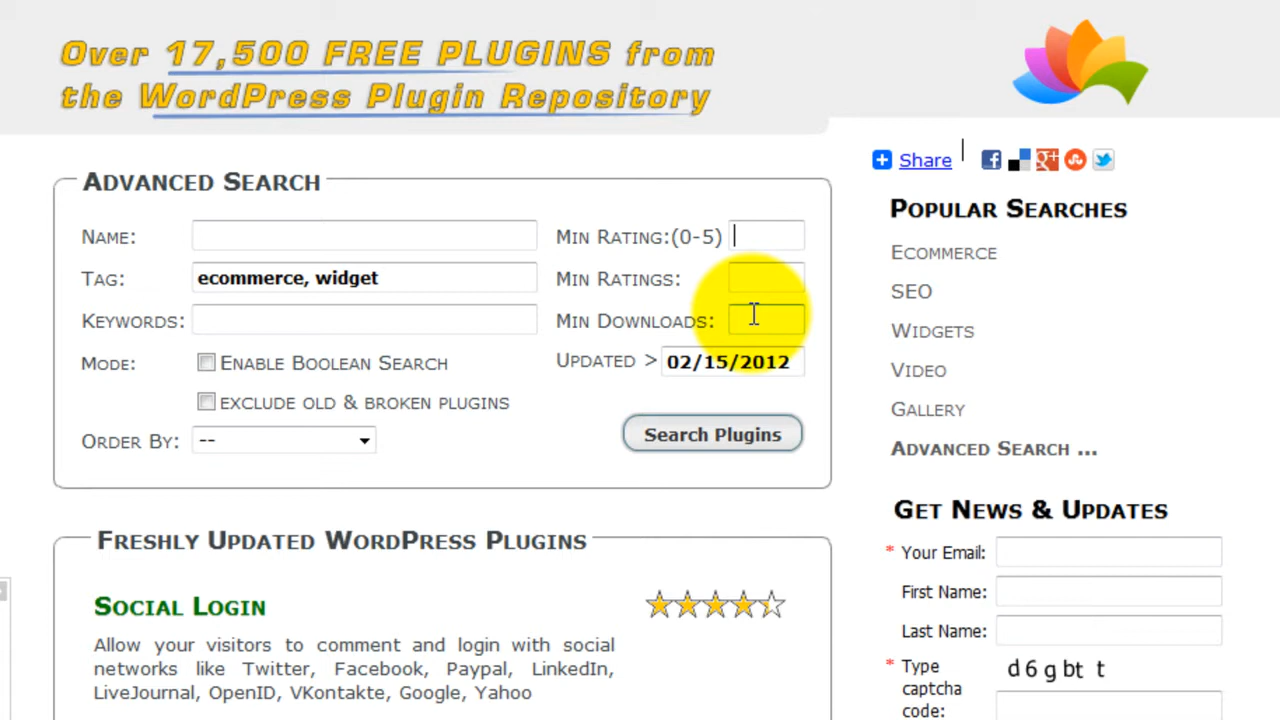 Over 17,500 FREE PLUGINS from
the WordPress Plugin Repository
Share
Advanced Search
Name:
Min Rating:(0-5)
Tag:
ecommerce, widget
Min Ratings:
Keywords:
Min Downloads:
Mode:
Enable Boolean Search
Updated >
02/15/2012
exclude old & broken plugins
Order By:
--
Search Plugins
Popular Searches
Ecommerce
SEO
Widgets
Video
Gallery
Advanced Search ...
Freshly Updated WordPress Plugins
Social Login
Allow your visitors to comment and login with social
networks like Twitter, Facebook, Paypal, LinkedIn,
LiveJournal, OpenID, VKontakte, Google, Yahoo
Get News & Updates
* Your Email:
First Name:
Last Name:
* Type
captcha
code:
d 6 g bt t